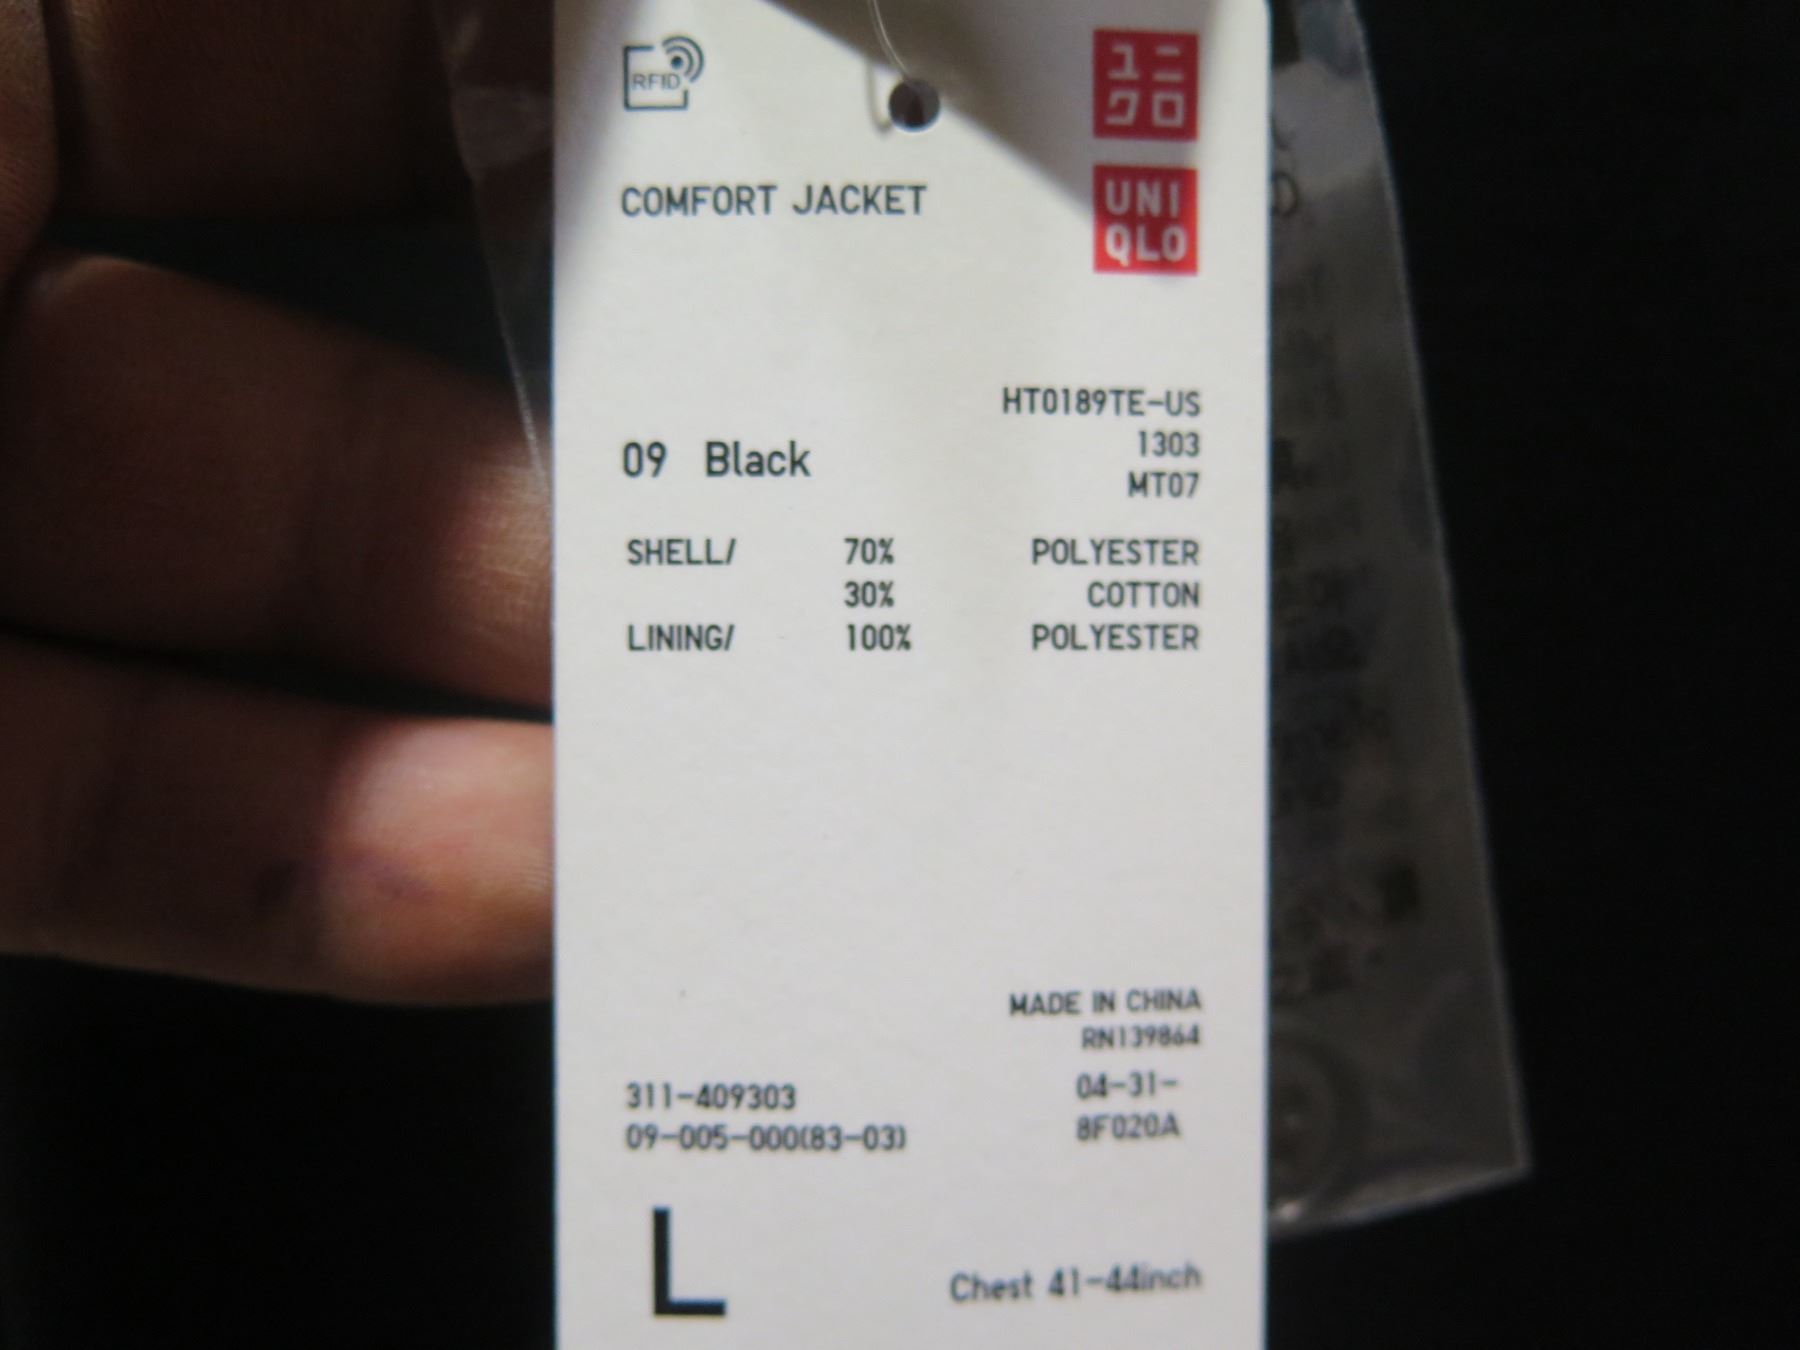 RFID
ユニ
クロ
COMFORT JACKET
UNI
QLO
HT0189TE-US
1303
09 Black
MT07
SHELL/ 70% POLYESTER
30% COTTON
LINING/ 100% POLYESTER
MADE IN CHINA
RN139864
311-409303
04-31-
09-005-000(83-03)
8F020A
L
Chest 41-44inch